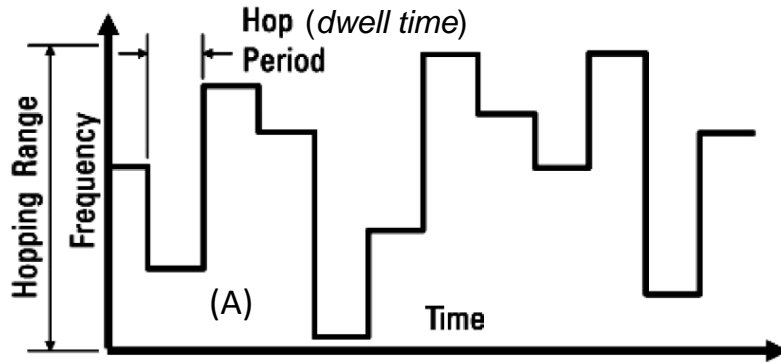 Hop (dwell time)
Period
Hopping Range
Frequency
(A)
Time